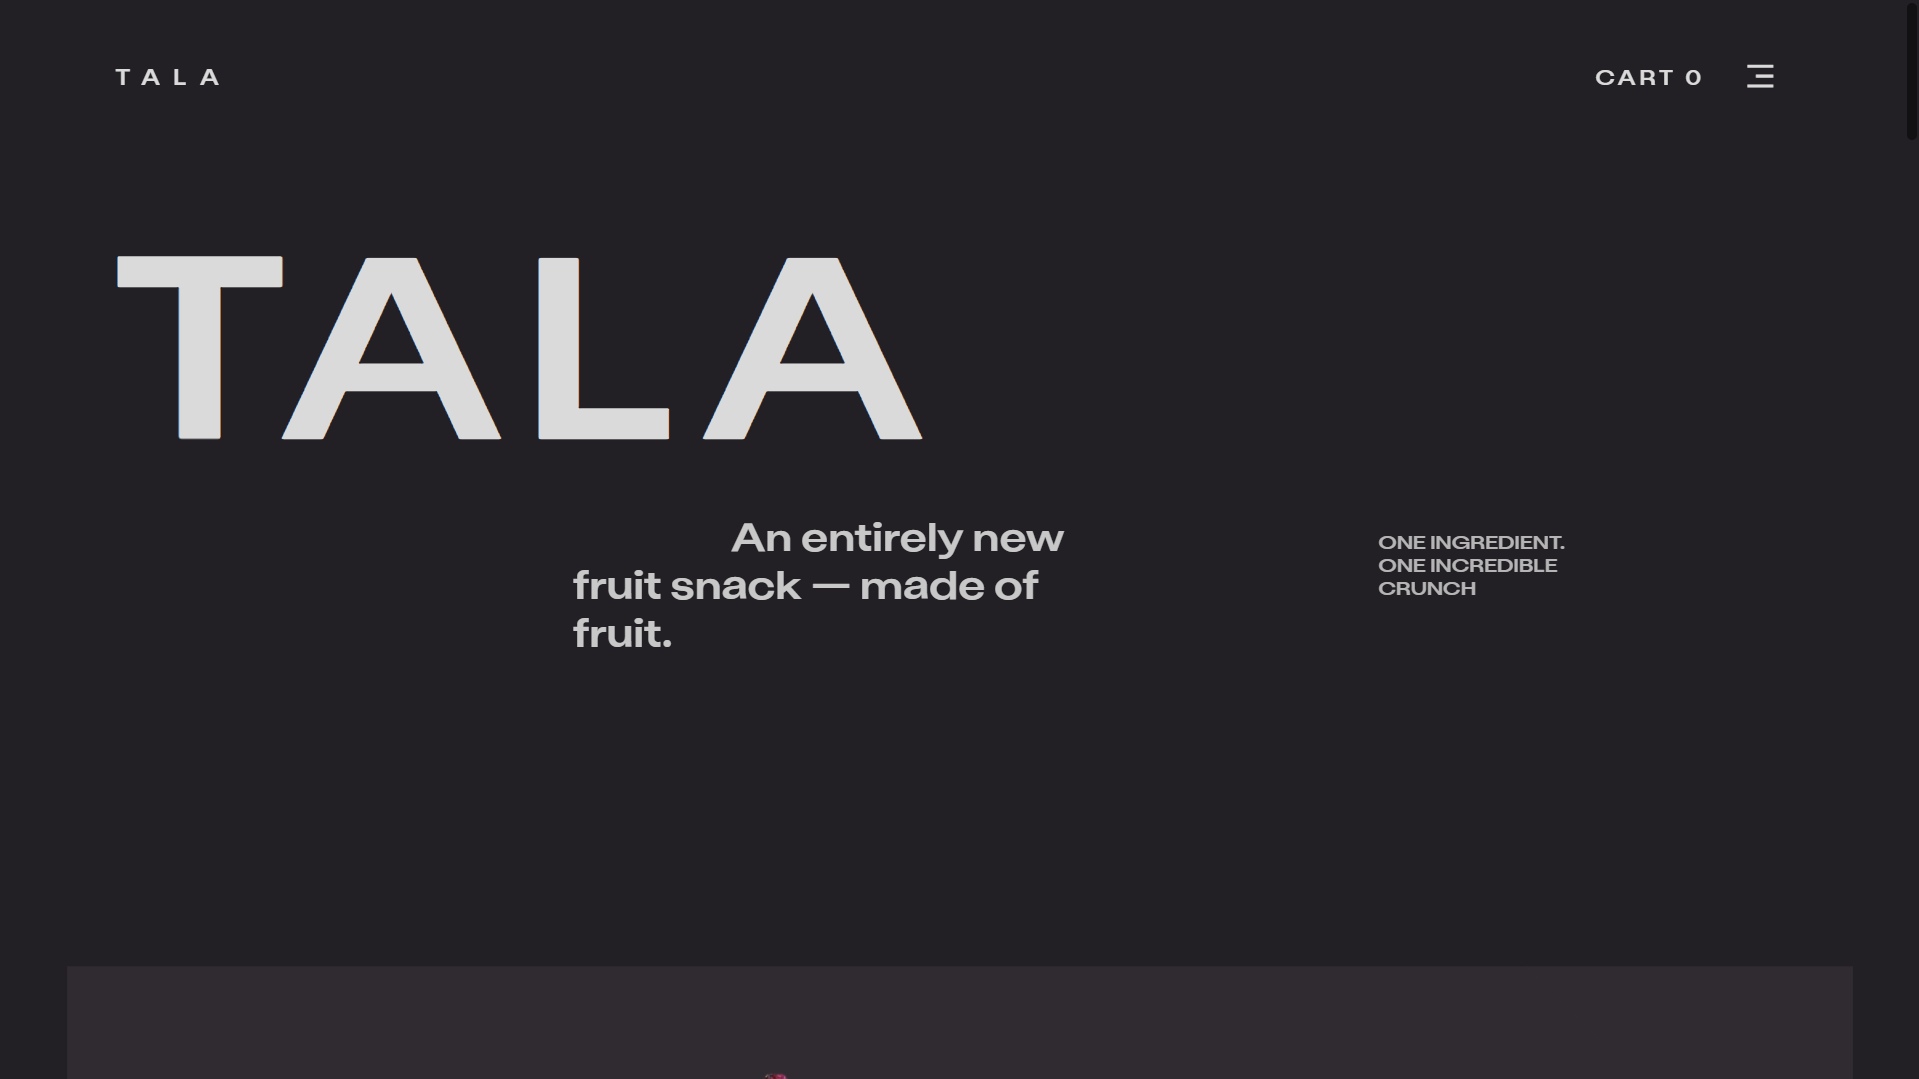 TALA
CART 0
TALA
An entirely new
fruit snack — made of
fruit.
ONE INGREDIENT.
ONE INCREDIBLE
CRUNCH